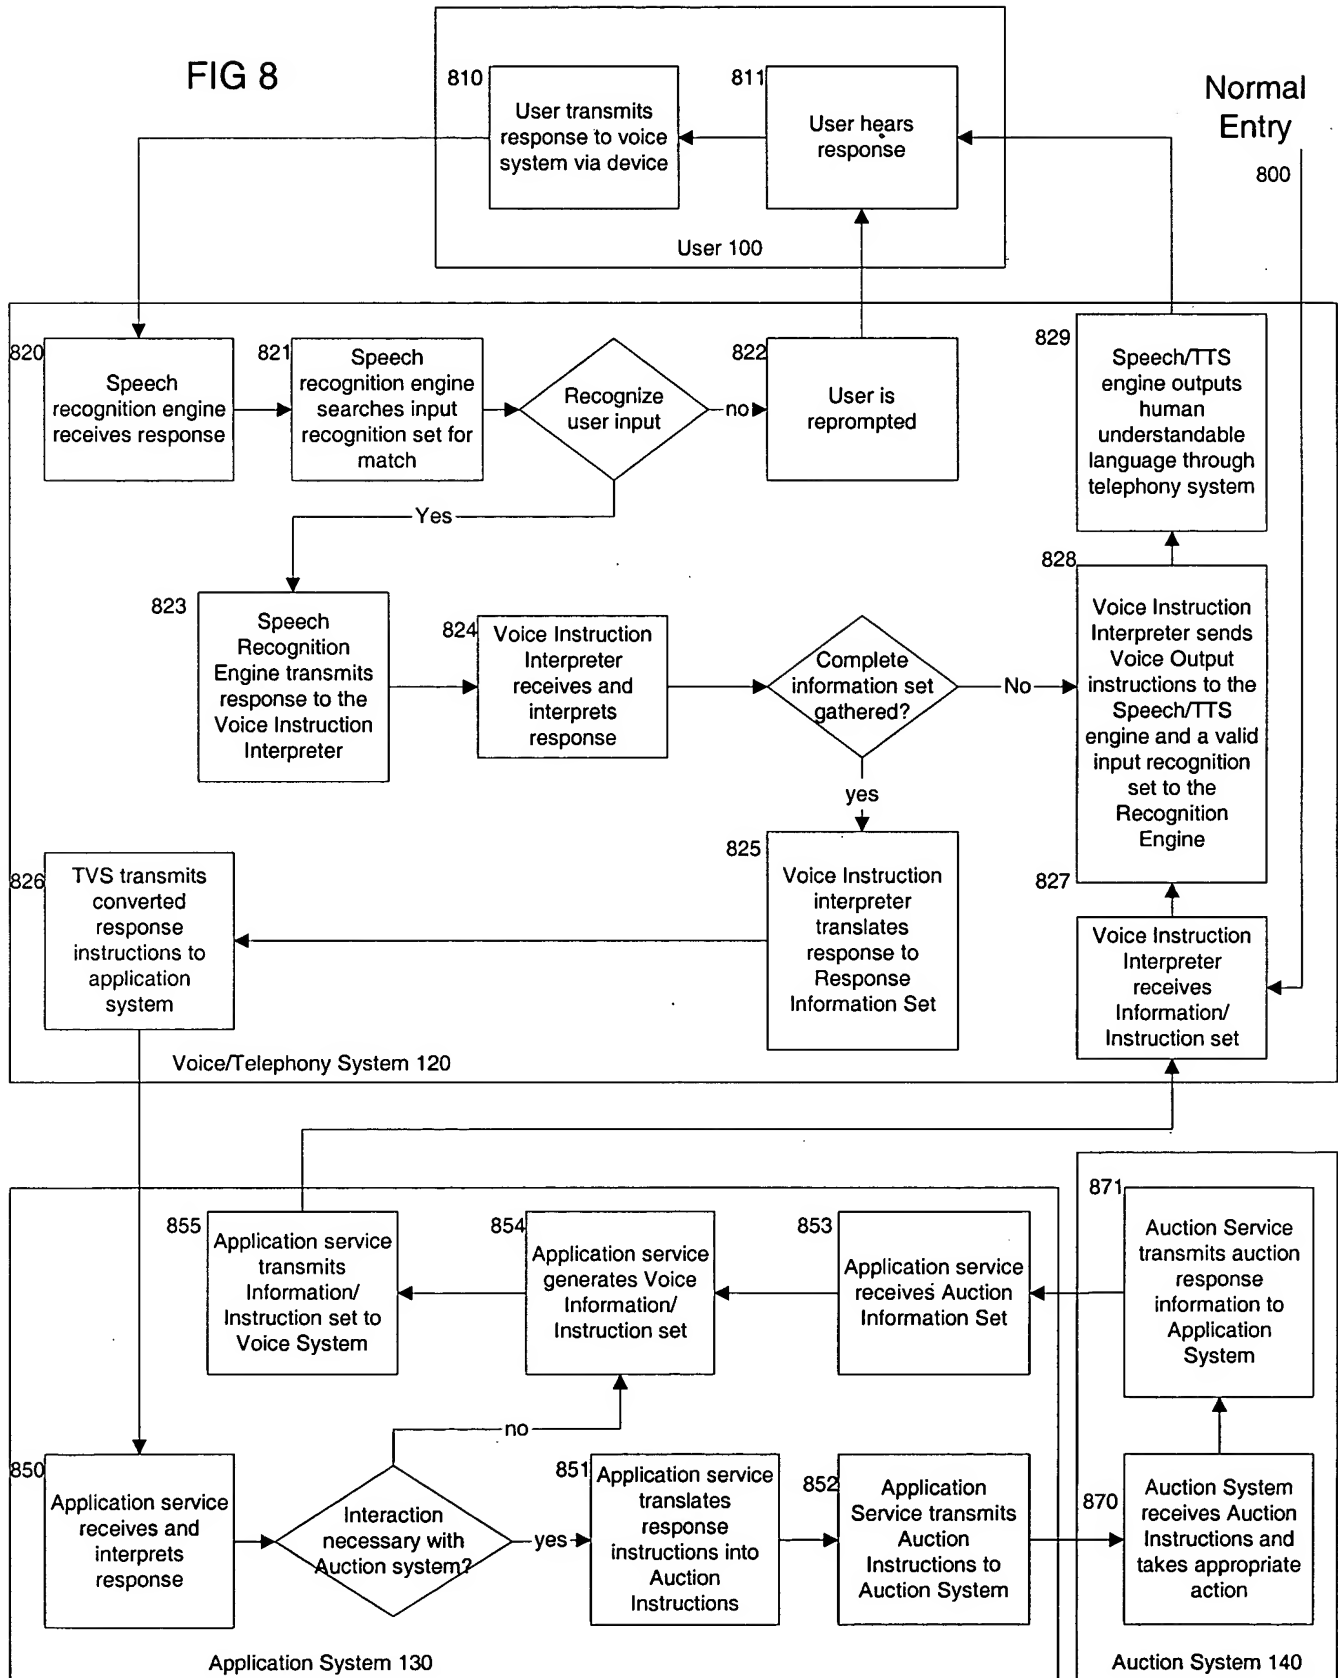 FIG 8
Normal
Entry
800
810
User transmits
response to voice
system via device
811
User hears
response
User 100
820
Speech
recognition engine
receives response
821
Speech
recognition engine
searches input
recognition set for
match
Recognize
user input
no
822
User is
reprompted
829
Speech/TTS
engine outputs
human
understandable
language through
telephony system
Yes
823
Speech
Recognition
Engine transmits
response to the
Voice Instruction
Interpreter
824
Voice Instruction
Interpreter
receives and
interprets
response
Complete
information set
gathered?
No
828
Voice Instruction
Interpreter sends
Voice Output
instructions to the
Speech/TTS
engine and a valid
input recognition
set to the
Recognition
Engine
yes
825
Voice Instruction
interpreter
translates
response to
Response
Information Set
826
TVS transmits
converted
response
instructions to
application
system
827
Voice Instruction
Interpreter
receives
Information/
Instruction set
Voice/Telephony System 120
855
Application service
transmits
Information/
Instruction set to
Voice System
854
Application service
generates Voice
Information/
Instruction set
853
Application service
receives Auction
Information Set
871
Auction Service
transmits auction
response
information to
Application
System
no
850
Application service
receives and
interprets
response
Interaction
necessary with
Auction system?
yes
851
Application service
translates
response
instructions into
Auction
Instructions
852
Application
Service transmits
Auction
Instructions to
Auction System
870
Auction System
receives Auction
Instructions and
takes appropriate
action
Application System 130
Auction System 140